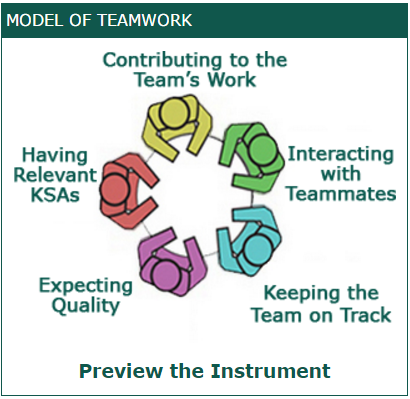 MODEL OF TEAMWORK
Contributing to the
Team's Work
Interacting
with
Teammates
Keeping the
Team on Track
Expecting
Quality
Having
Relevant
KSAs
Preview the Instrument